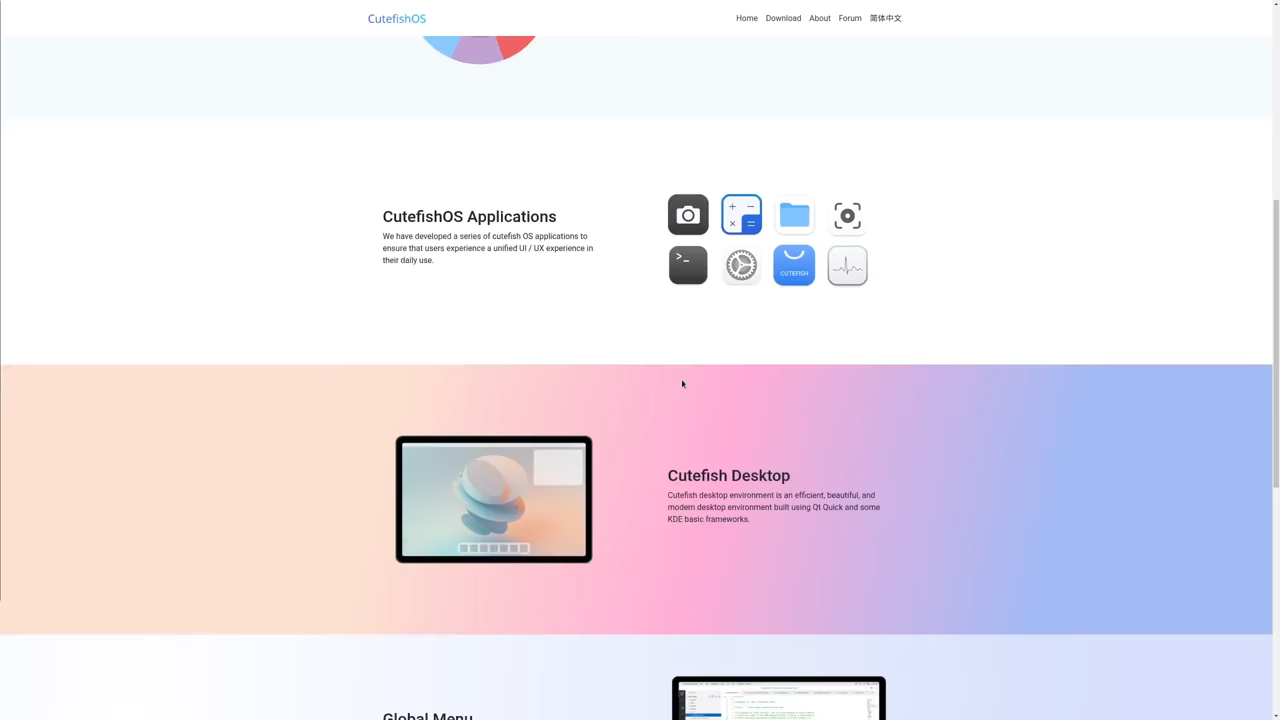 CutefishOS
Home Download About Forum 简体中文
CutefishOS Applications
We have developed a series of cutefish OS applications to
ensure that users experience a unified UI / UX experience in
their daily use.
CUTEFISH
Cutefish Desktop
Cutefish desktop environment is an efficient, beautiful, and
modern desktop environment built using Qt Quick and some
KDE basic frameworks.
Global Menu